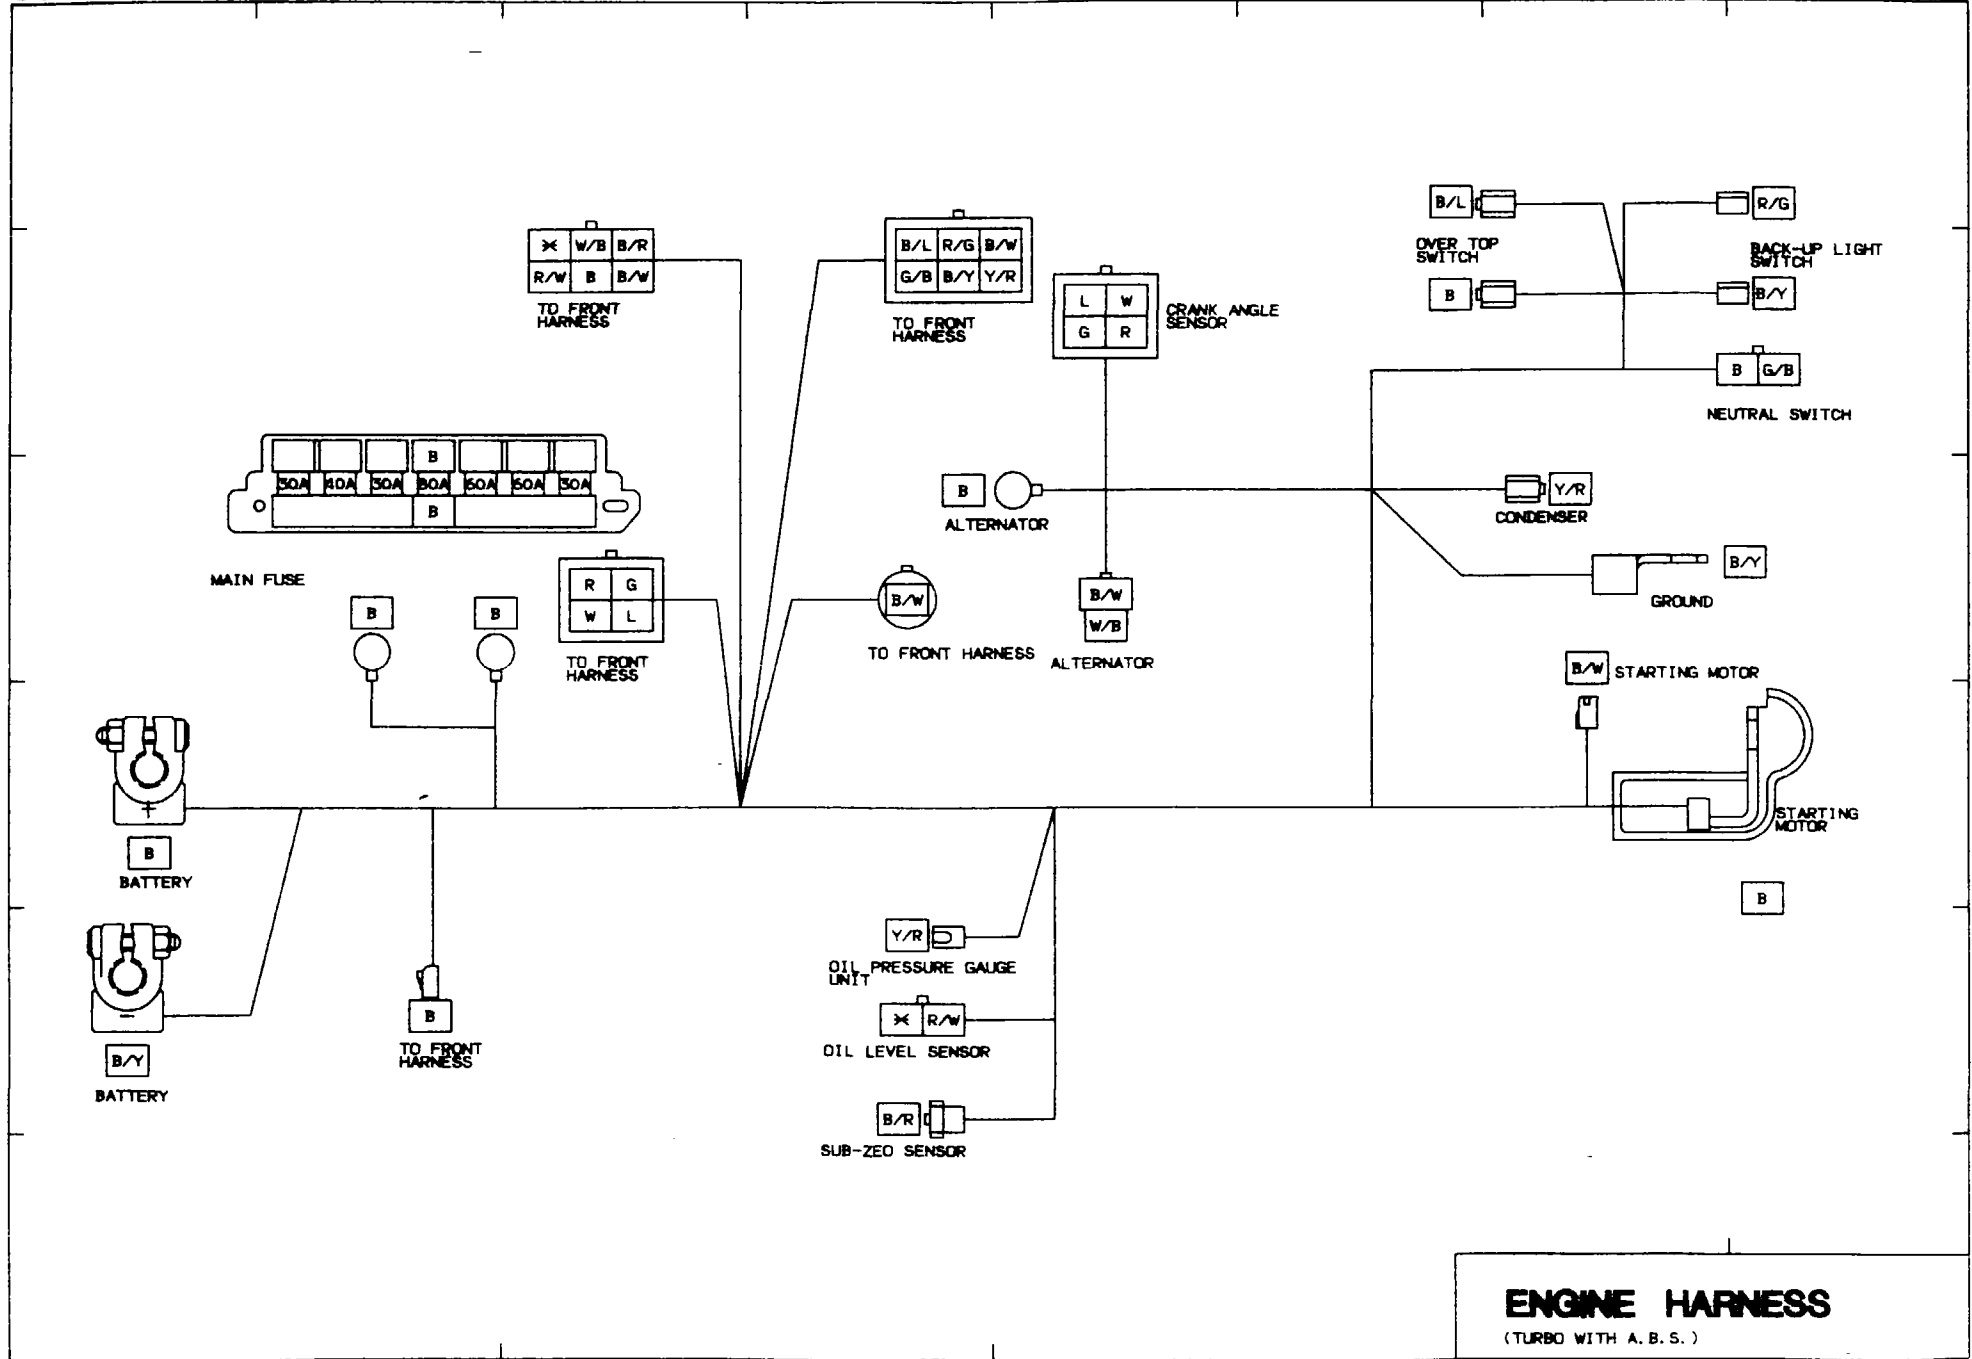 B/L
R/G
OVER TOP
SWITCH
BACK-UP LIGHT
SWITCH
B
B/Y
W/B B/R
R/W B B/W
TO FRONT
HARNESS
B/L R/G B/W
G/B B/Y Y/R
TO FRONT
HARNESS
L W
G R
CRANK ANGLE
SENSOR
B G/B
NEUTRAL SWITCH
B
30A 40A 30A 80A 60A 60A 30A
B
MAIN FUSE
B
ALTERNATOR
Y/R
CONDENSER
B/Y
GROUND
R G
W L
TO FRONT
HARNESS
B
B
B/W
TO FRONT HARNESS
B/W
W/B
ALTERNATOR
B/W STARTING MOTOR
+
B
BATTERY
STARTING
MOTOR
B
-
B/Y
BATTERY
B
TO FRONT
HARNESS
Y/R
OIL PRESSURE GAUGE
UNIT
R/W
OIL LEVEL SENSOR
B/R
SUB-ZEO SENSOR
ENGINE HARNESS
(TURBO WITH A.B.S.)